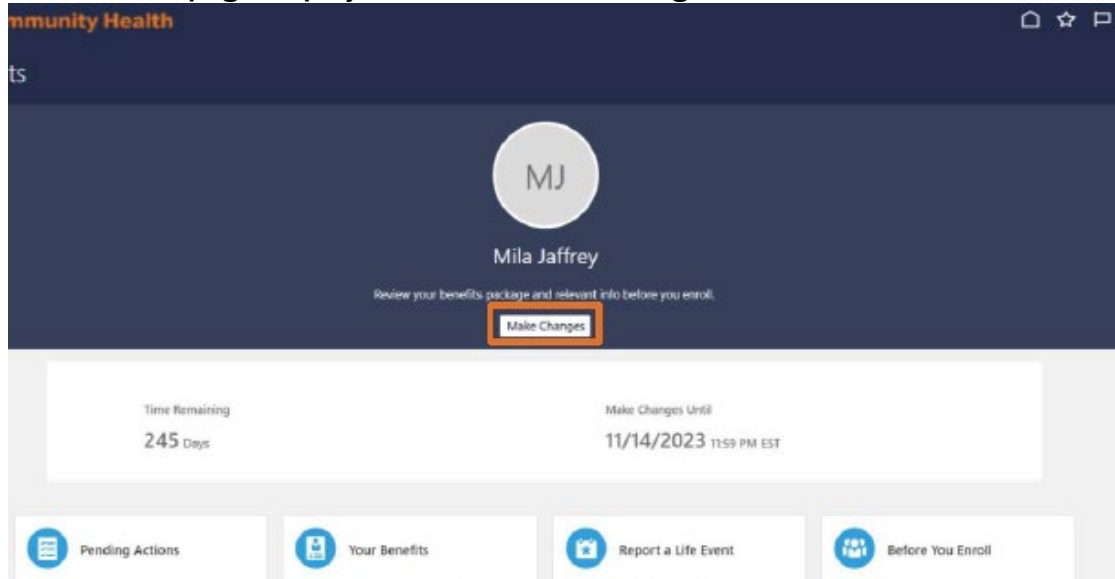 mmunity Health
ts
MJ
Mila Jaffrey
Review your benefits package and relevant info before you enroll.
Make Changes
Time Remaining
245 Days
Make Changes Until
11/14/2023 11:59 PM EST
Pending Actions
Your Benefits
Report a Life Event
Before You Enroll